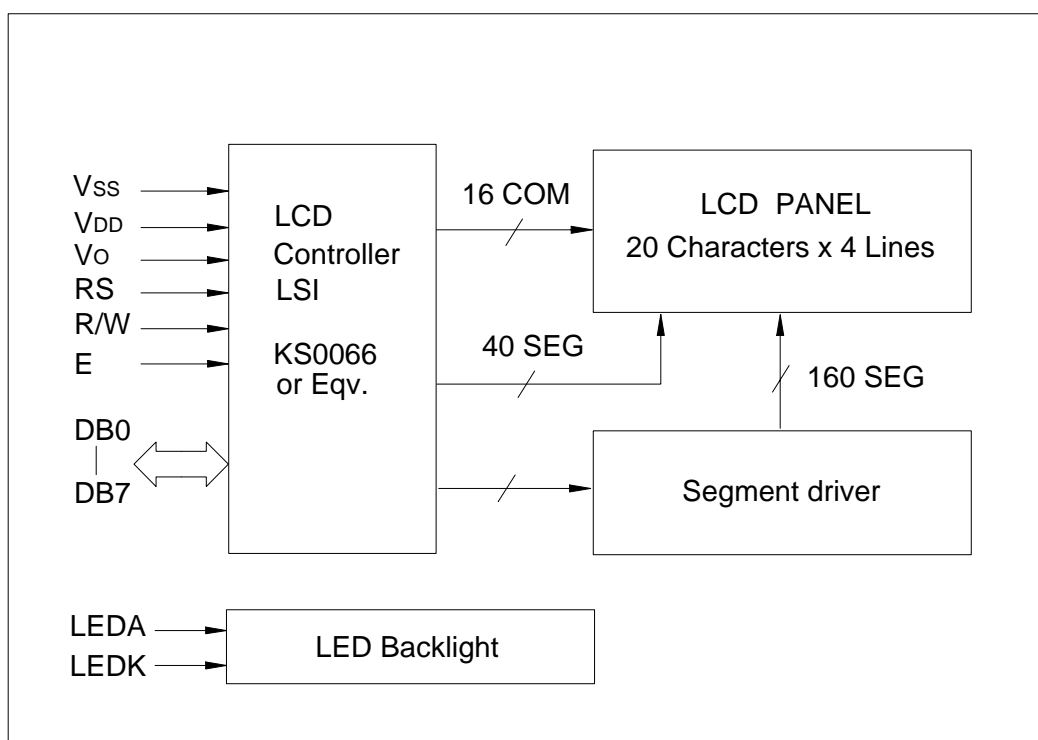 VSS
VDD
VO
RS
R/W
E
DB0
DB7
LCD
Controller
LSI
KS0066
or Eqv.
16 COM
40 SEG
LCD PANEL
20 Characters x 4 Lines
160 SEG
Segment driver
LEDA
LEDK
LED Backlight